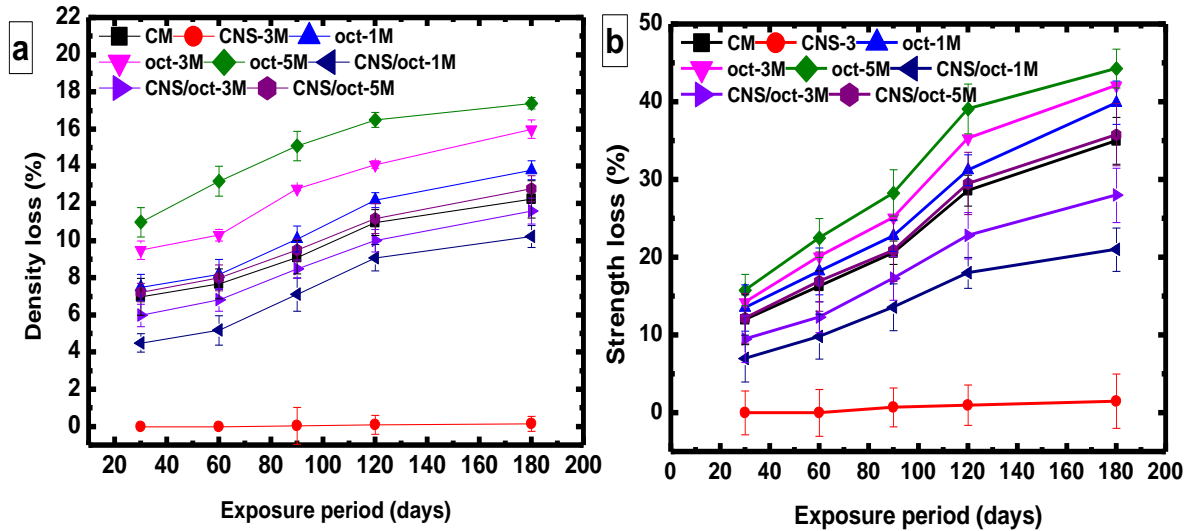 a
CM CNS-3M oct-1M
oct-3M oct-5M CNS/oct-1M
CNS/oct-3M CNS/oct-5M
Density loss (%)
22
20
18
16
14
12
10
8
6
4
2
0
20 40 60 80 100 120 140 160 180 200
Exposure period (days)
b
CM CNS-3 oct-1M
oct-3M oct-5M CNS/oct-1M
CNS/oct-3M CNS/oct-5M
Strength loss (%)
50
40
30
20
10
0
0 20 40 60 80 100 120 140 160 180 200
Exposure period (days)